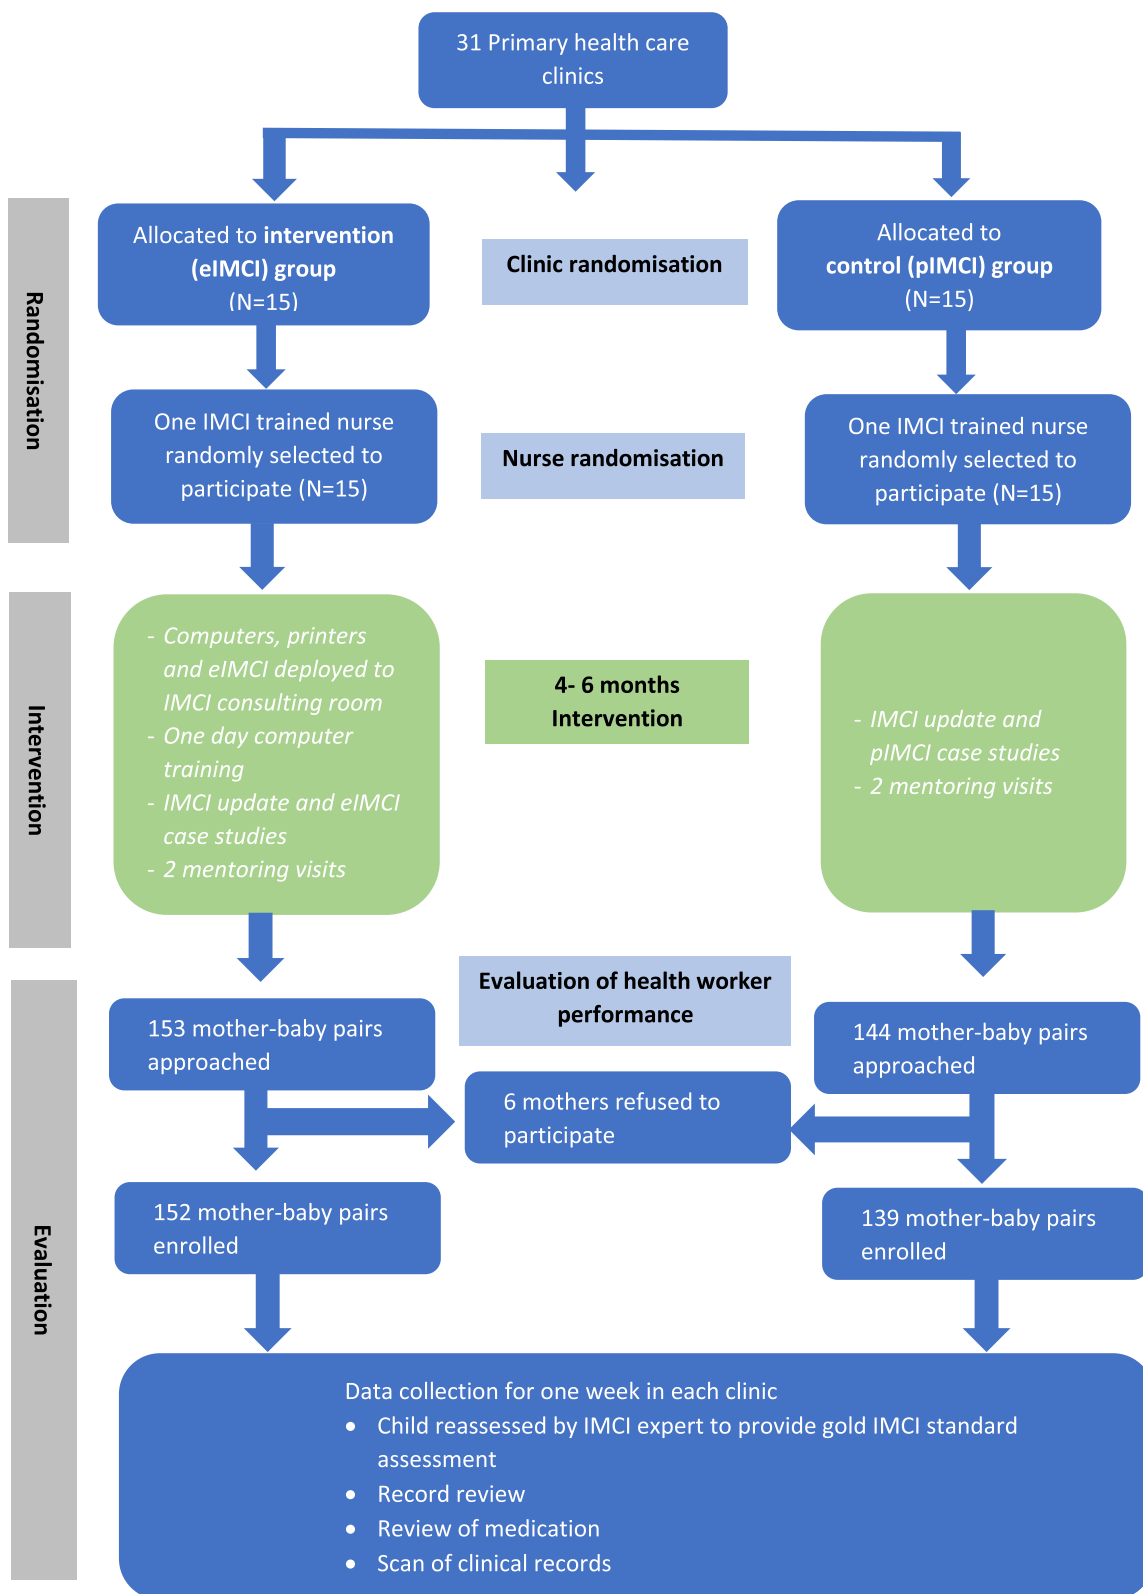 31 Primary health care
clinics
Randomisation
Allocated to intervention
(eIMCI) group
(N=15)
Clinic randomisation
Allocated to
control (pIMCI) group
(N=15)
One IMCI trained nurse
randomly selected to
participate (N=15)
Nurse randomisation
One IMCI trained nurse
randomly selected to
participate (N=15)
Intervention
- Computers, printers
and eIMCI deployed to
IMCI consulting room
- One day computer
training
- IMCI update and eIMCI
case studies
- 2 mentoring visits
4- 6 months
Intervention
- IMCI update and
pIMCI case studies
- 2 mentoring visits
Evaluation
Evaluation of health worker
performance
153 mother-baby pairs
approached
144 mother-baby pairs
approached
6 mothers refused to
participate
152 mother-baby pairs
enrolled
139 mother-baby pairs
enrolled
Data collection for one week in each clinic
• Child reassessed by IMCI expert to provide gold IMCI standard
assessment
• Record review
• Review of medication
• Scan of clinical records